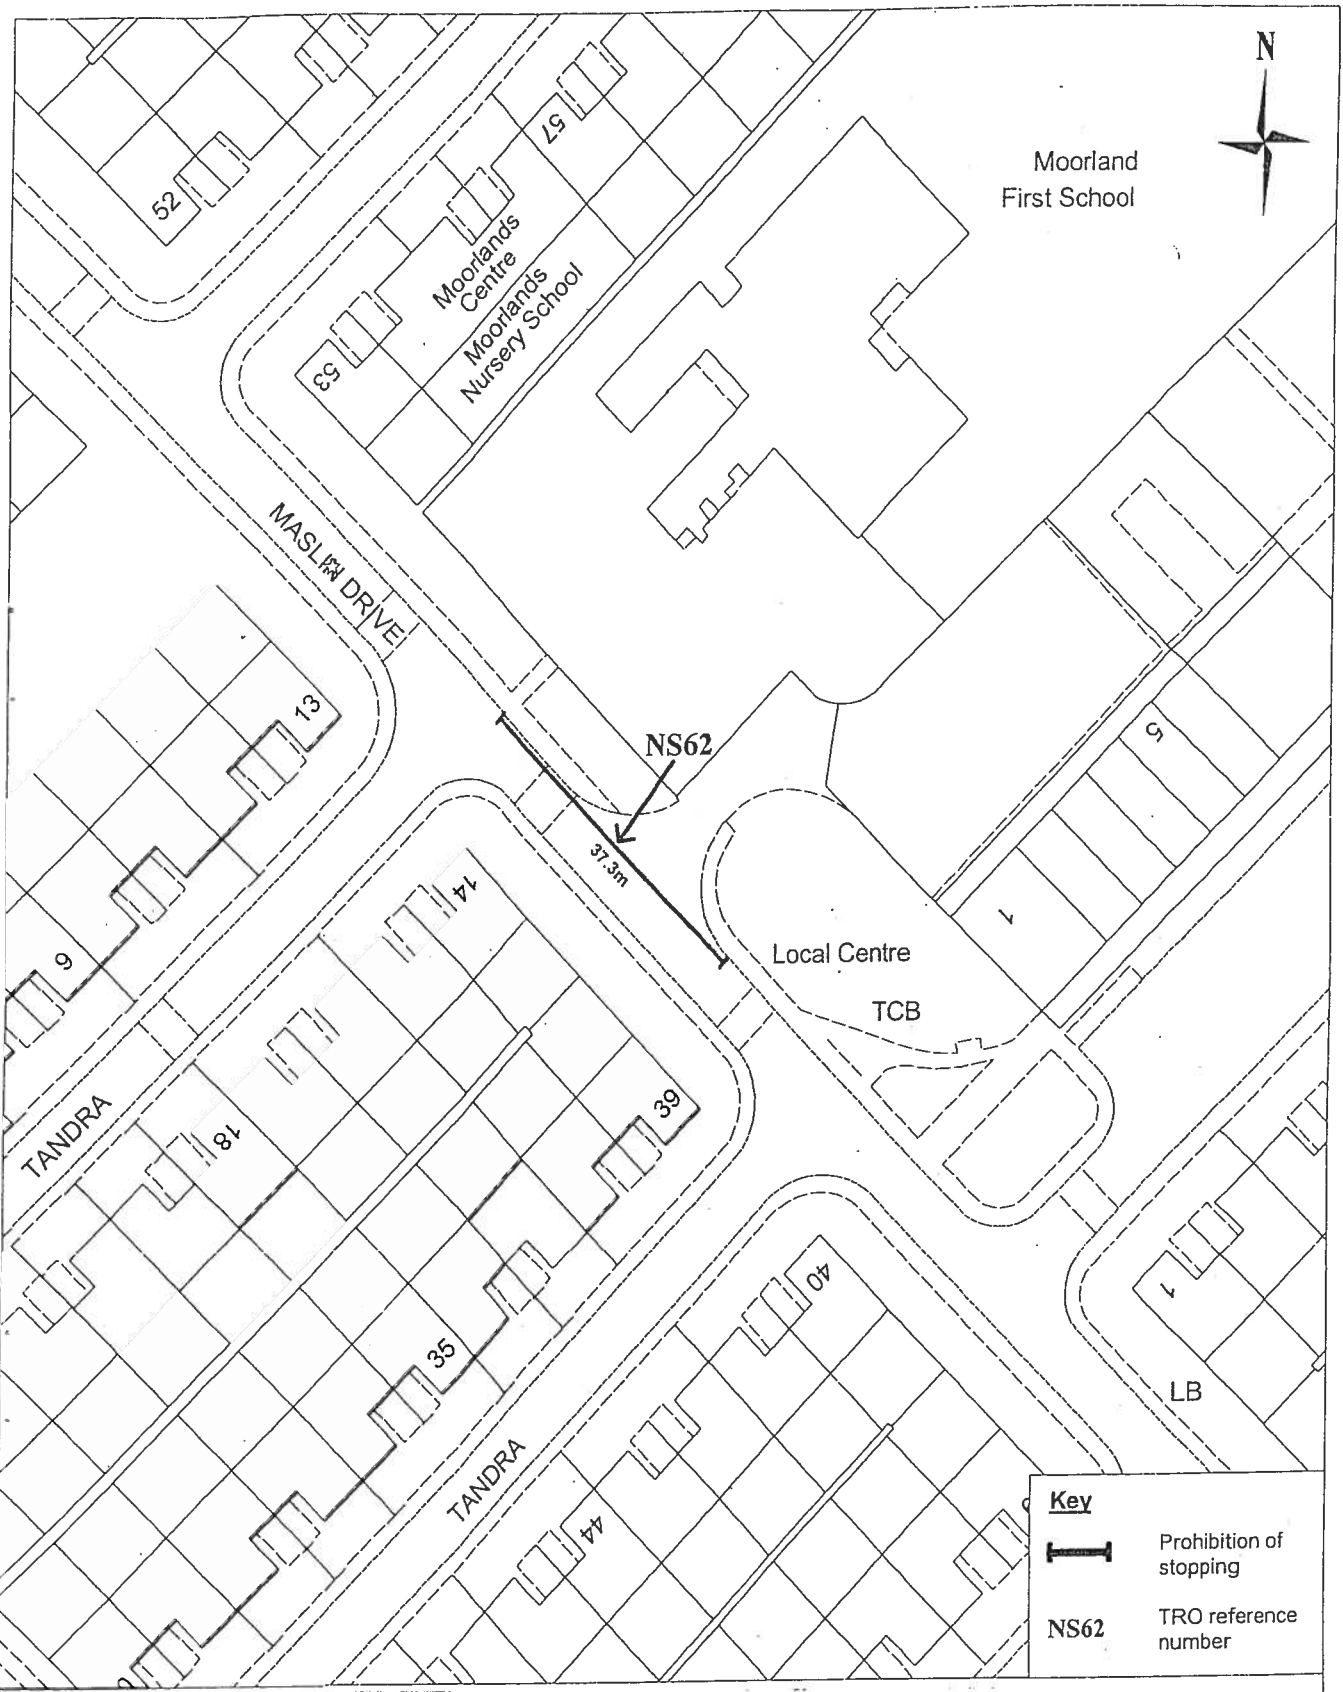 N
Moorland
First School
57
52
Moorlands
Centre
Moorlands
Nursery School
53
MASLIN DRIVE
13
NS62
37.3m
5
14
1
9
Local Centre
TCB
39
TANDRA
18
40
1
35
LB
TANDRA
44
Key
Prohibition of
stopping
NS62
TRO reference
number